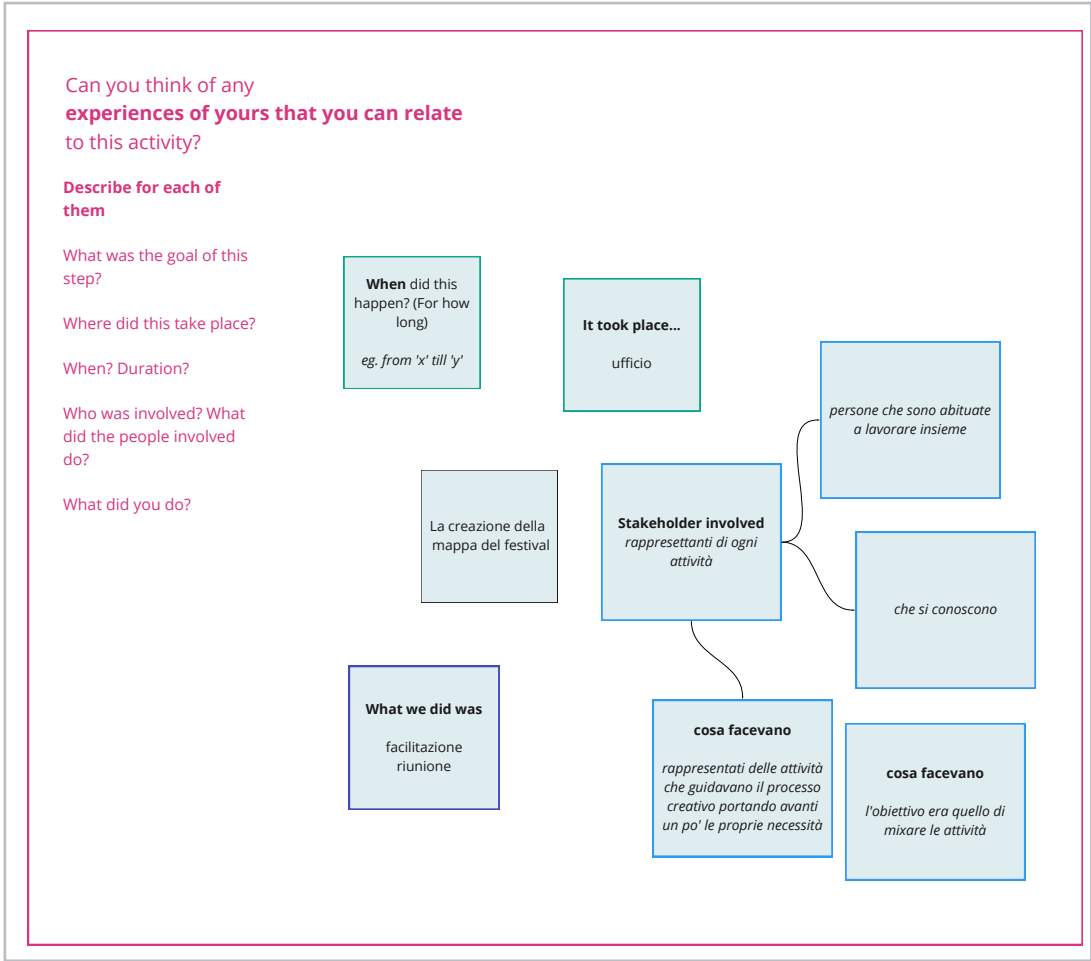 Can you think of any
experiences of yours that you can relate
to this activity?
Describe for each of
them
What was the goal of this
step?
Where did this take place?
When? Duration?
Who was involved? What
did the people involved
do?
What did you do?
When did this
happen? (For how
long)
eg. from 'x' till 'y'
It took place...
ufficio
persone che sono abituate
a lavorare insieme
La creazione della
mappa del festival
Stakeholder involved
rappresettanti di ogni
attività
che si conoscono
What we did was
facilitazione
riunione
cosa facevano
rappresentati delle attività
che guidavano il processo
creativo portando avanti
un po' le proprie necessità
cosa facevano
l'obiettivo era quello di
mixare le attività